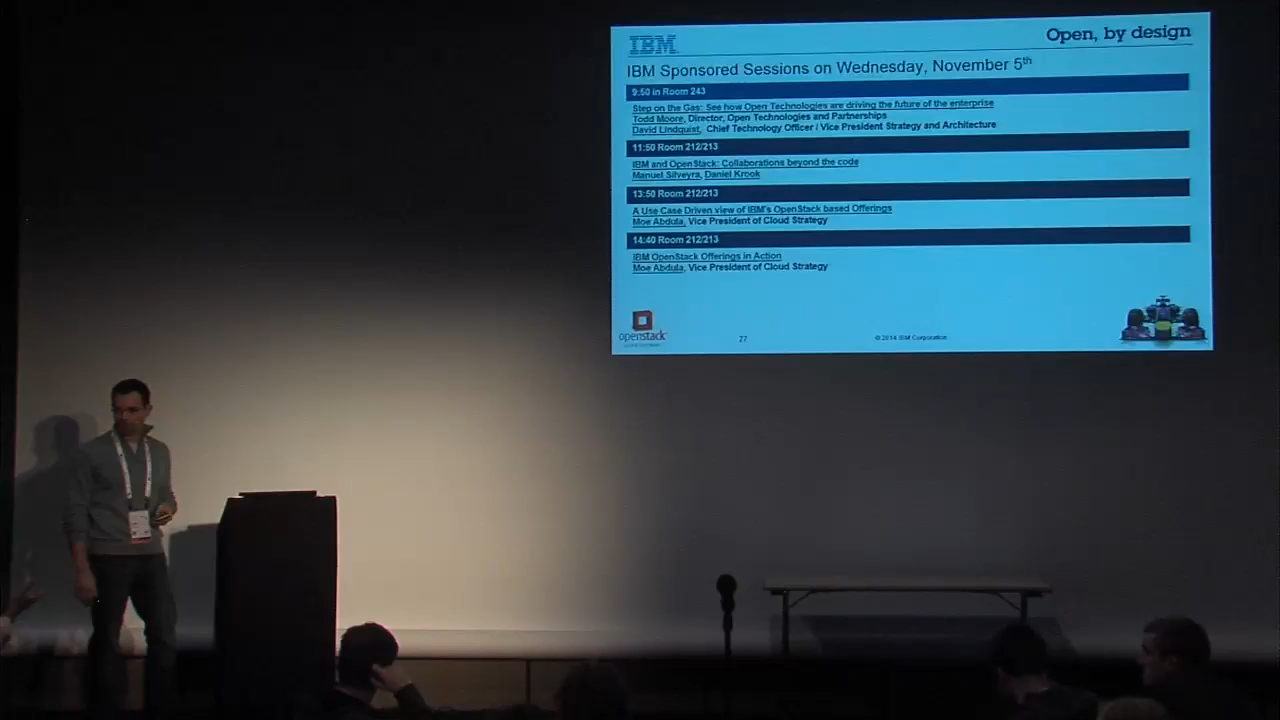 IBM
Open, by design
IBM Sponsored Sessions on Wednesday, November 5th
9:50 in Room 243
Step on the Gas: See how Open Technologies are driving the future of the enterprise
Todd Moore, Director, Open Technologies and Partnerships
David Lindquist, Chief Technology Officer / Vice President Strategy and Architecture
11:50 Room 212/213
IBM and OpenStack: Collaborations beyond the code
Manuel Silveyra, Daniel Krook
13:50 Room 212/213
A Use Case Driven view of IBM's OpenStack based Offerings
Moe Abdula, Vice President of Cloud Strategy
14:40 Room 212/213
IBM OpenStack Offerings in Action
Moe Abdula, Vice President of Cloud Strategy
openstack
27
© 2014 IBM Corporation